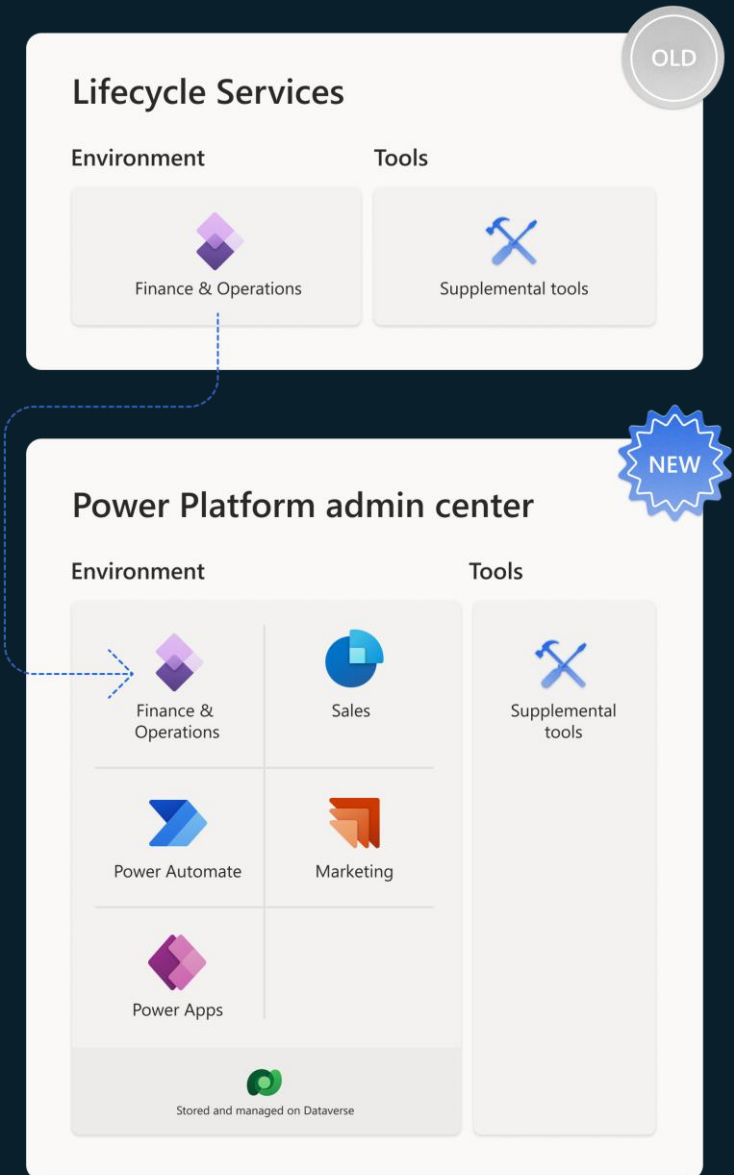 OLD
Lifecycle Services
Environment
Tools
Finance & Operations
Supplemental tools
NEW
Power Platform admin center
Environment
Tools
Finance &
Operations
Sales
Supplemental
tools
Power Automate
Marketing
Power Apps
Stored and managed on Dataverse